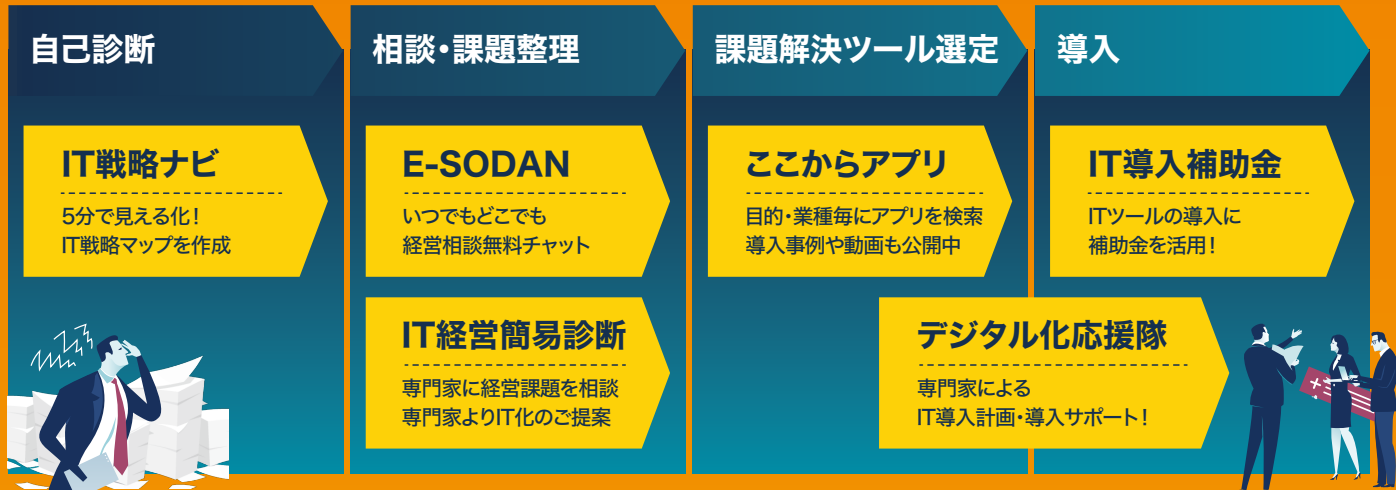 自己診断
相談・課題整理
課題解決ツール選定
導入
IT戦略ナビ
5分で見える化！
IT戦略マップを作成
E-SODAN
いつでもどこでも
経営相談無料チャット
ここからアプリ
目的・業種毎にアプリを検索
導入事例や動画も公開中
IT導入補助金
ITツールの導入に
補助金を活用！
IT経営簡易診断
専門家に経営課題を相談
専門家よりIT化のご提案
デジタル化応援隊
専門家による
IT導入計画・導入サポート！